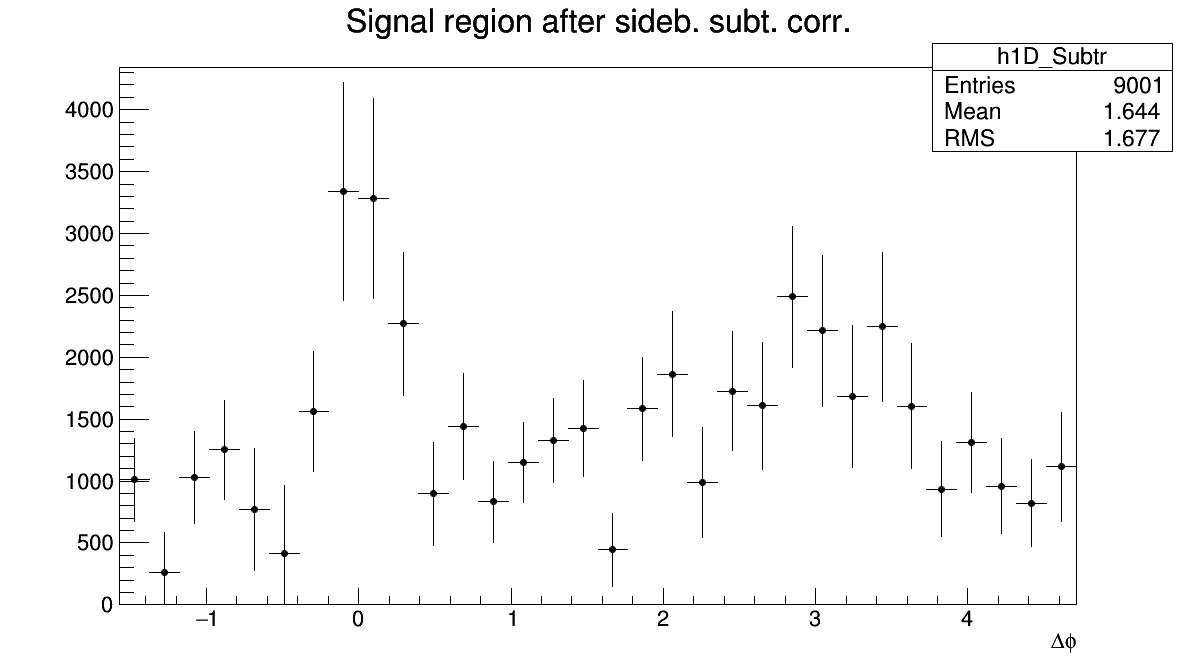 Signal region after sideb. subt. corr.
h1D_Subtr
Entries 9001
Mean 1.644
RMS 1.677
4000
3500
3000
2500
2000
1500
1000
500
0
−1 0 1 2 3 4
Δϕ